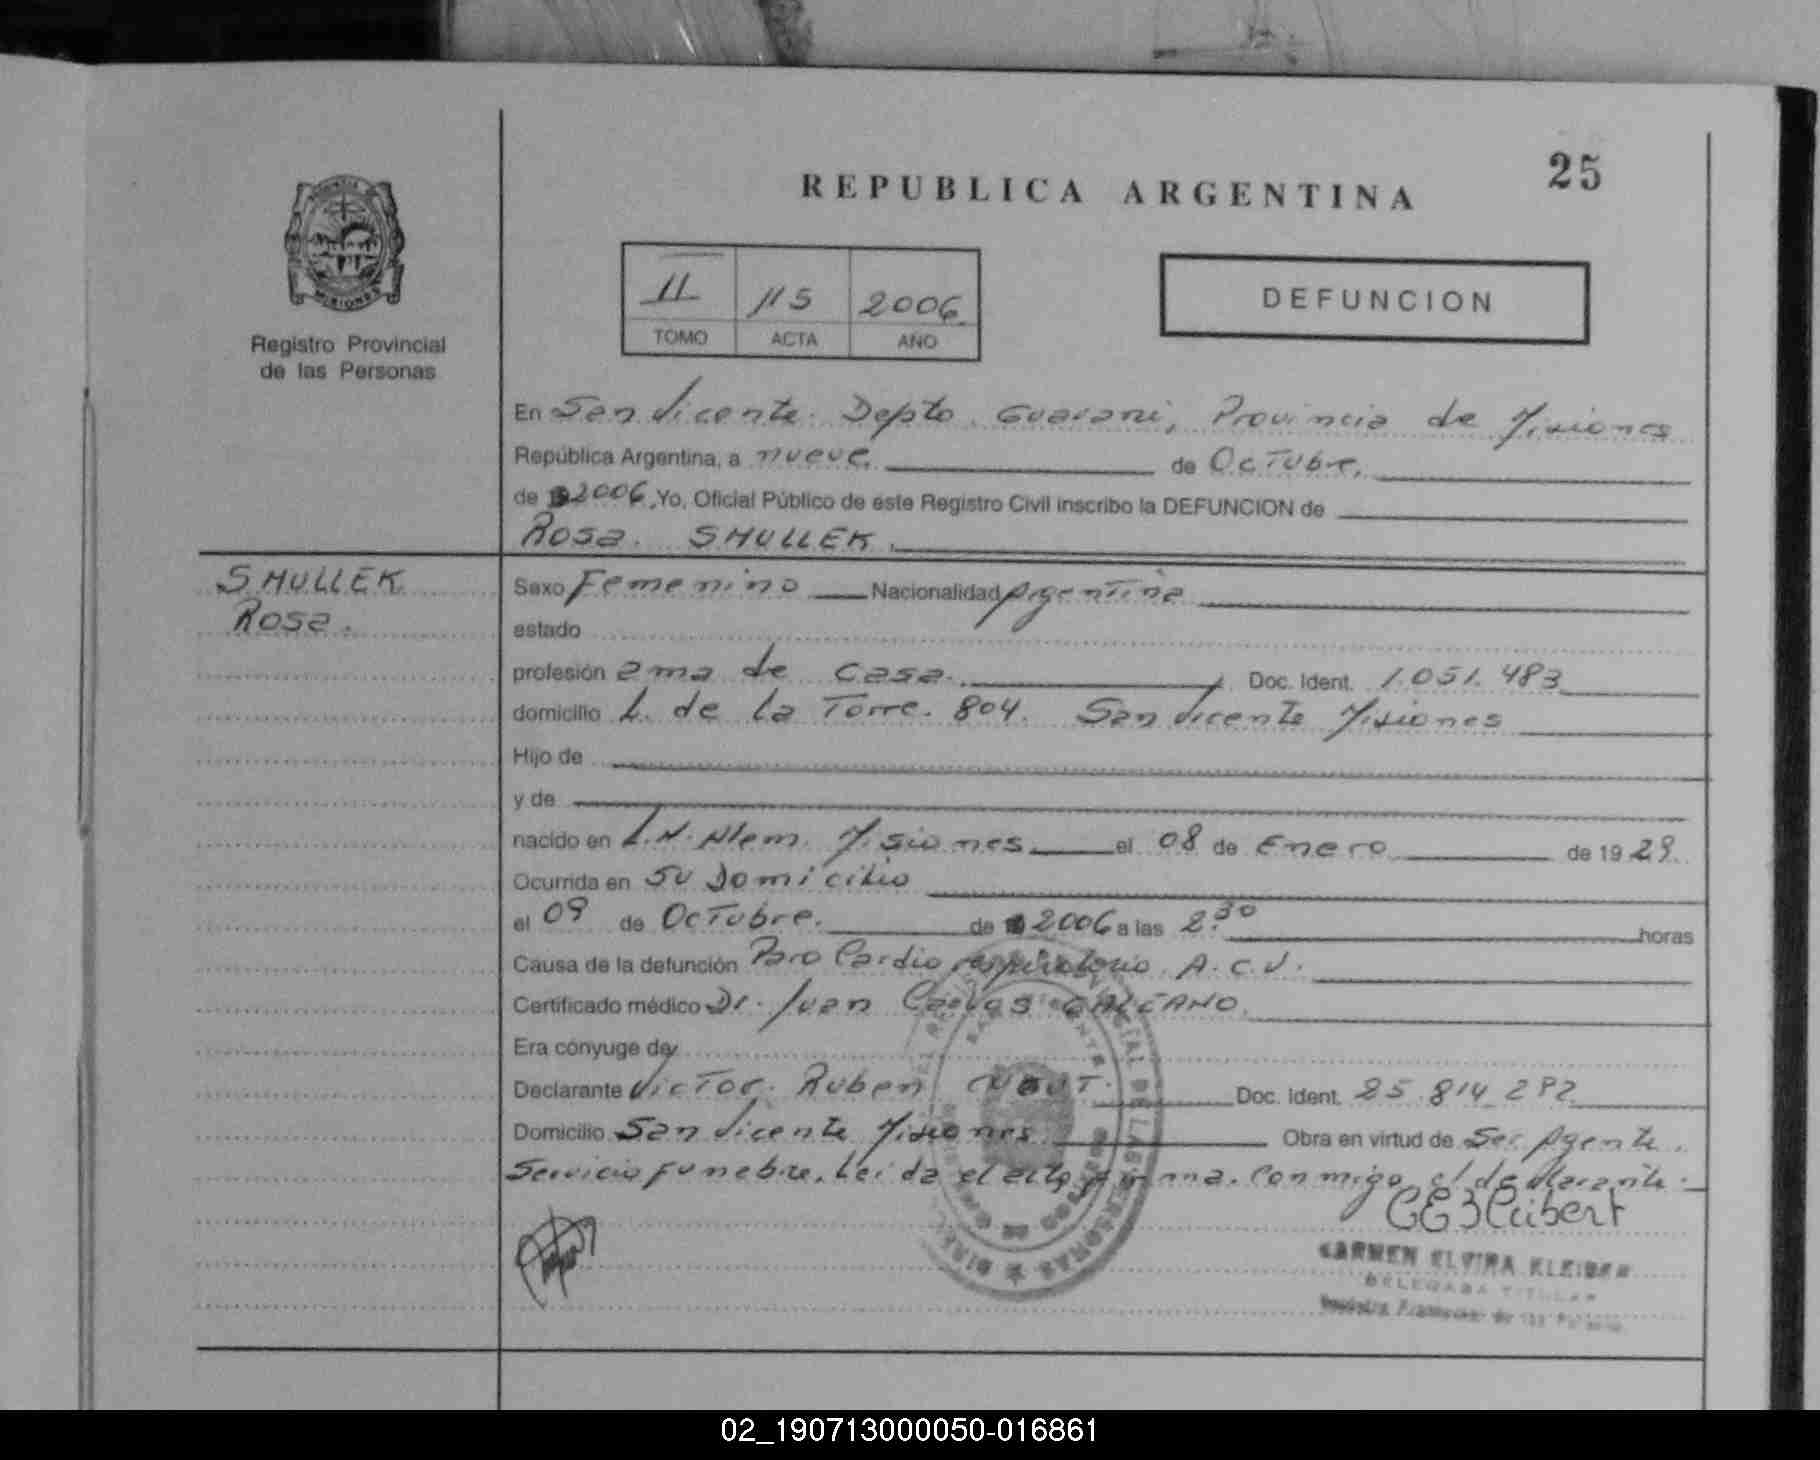 REPUBLICA ARGENTINA
25
MISIONES
Registro Provincial
de las Personas
11 115 2006
TOMO ACTA AÑO
DEFUNCION
En San Vicente. Depto. Guarani, Provincia de Misiones
República Argentina, a nueve. de Octubre.
de 2006. Yo, Oficial Público de este Registro Civil inscribo la DEFUNCION de
Rosa. SMULLEK.
SMULLEK
Rosa.
Sexo Femenino Nacionalidad Argentina
estado
profesión ama de casa. Doc. Ident. 1.051.483
domicilio L. de la Torre. 804. San Vicente Misiones
Hijo de
y de
nacido en L.N. Alem. Misiones el 08 de Enero de 1929.
Ocurrida en su Domicilio
el 09 de Octubre. de 2006 a las 2.30 horas
Causa de la defunción Paro Cardio respiratorio. A.C.V.
Certificado médico Dr. Juan Carlos GALEANO.
Era cónyuge de
Declarante Victor. Ruben Doc. Ident. 25.814.292
Domicilio San Vicente Misiones Obra en virtud de Ser Agente.
Servicio Funebre. Leida el acta firma. Conmigo el declarante.
CARMEN ELVIRA
DELEGADA TITULAR
02_190713000050-016861